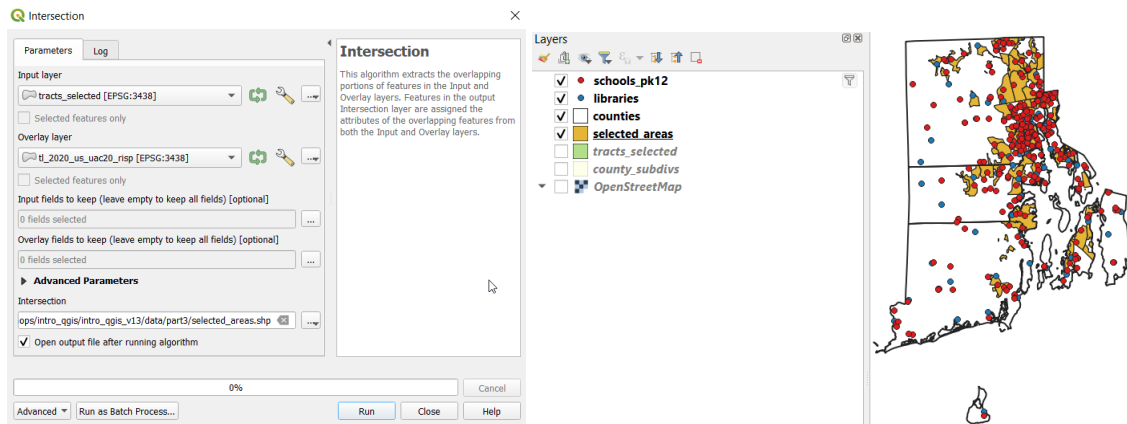 Intersection
Parameters
Log
Input layer
tracts_selected [EPSG:3438]
Selected features only
Overlay layer
tl_2020_us_uac20_risp [EPSG:3438]
Selected features only
Input fields to keep (leave empty to keep all fields) [optional]
0 fields selected
...
Overlay fields to keep (leave empty to keep all fields) [optional]
0 fields selected
...
Advanced Parameters
Intersection
ops/intro_qgis/intro_qgis_v13/data/part3/selected_areas.shp
Open output file after running algorithm
Intersection
This algorithm extracts the overlapping
portions of features in the Input and
Overlay layers. Features in the output
Intersection layer are assigned the
attributes of the overlapping features from
both the Input and Overlay layers.
0%
Cancel
Advanced
Run as Batch Process...
Run
Close
Help
Layers
schools_pk12
libraries
counties
selected_areas
tracts_selected
county_subdivs
OpenStreetMap